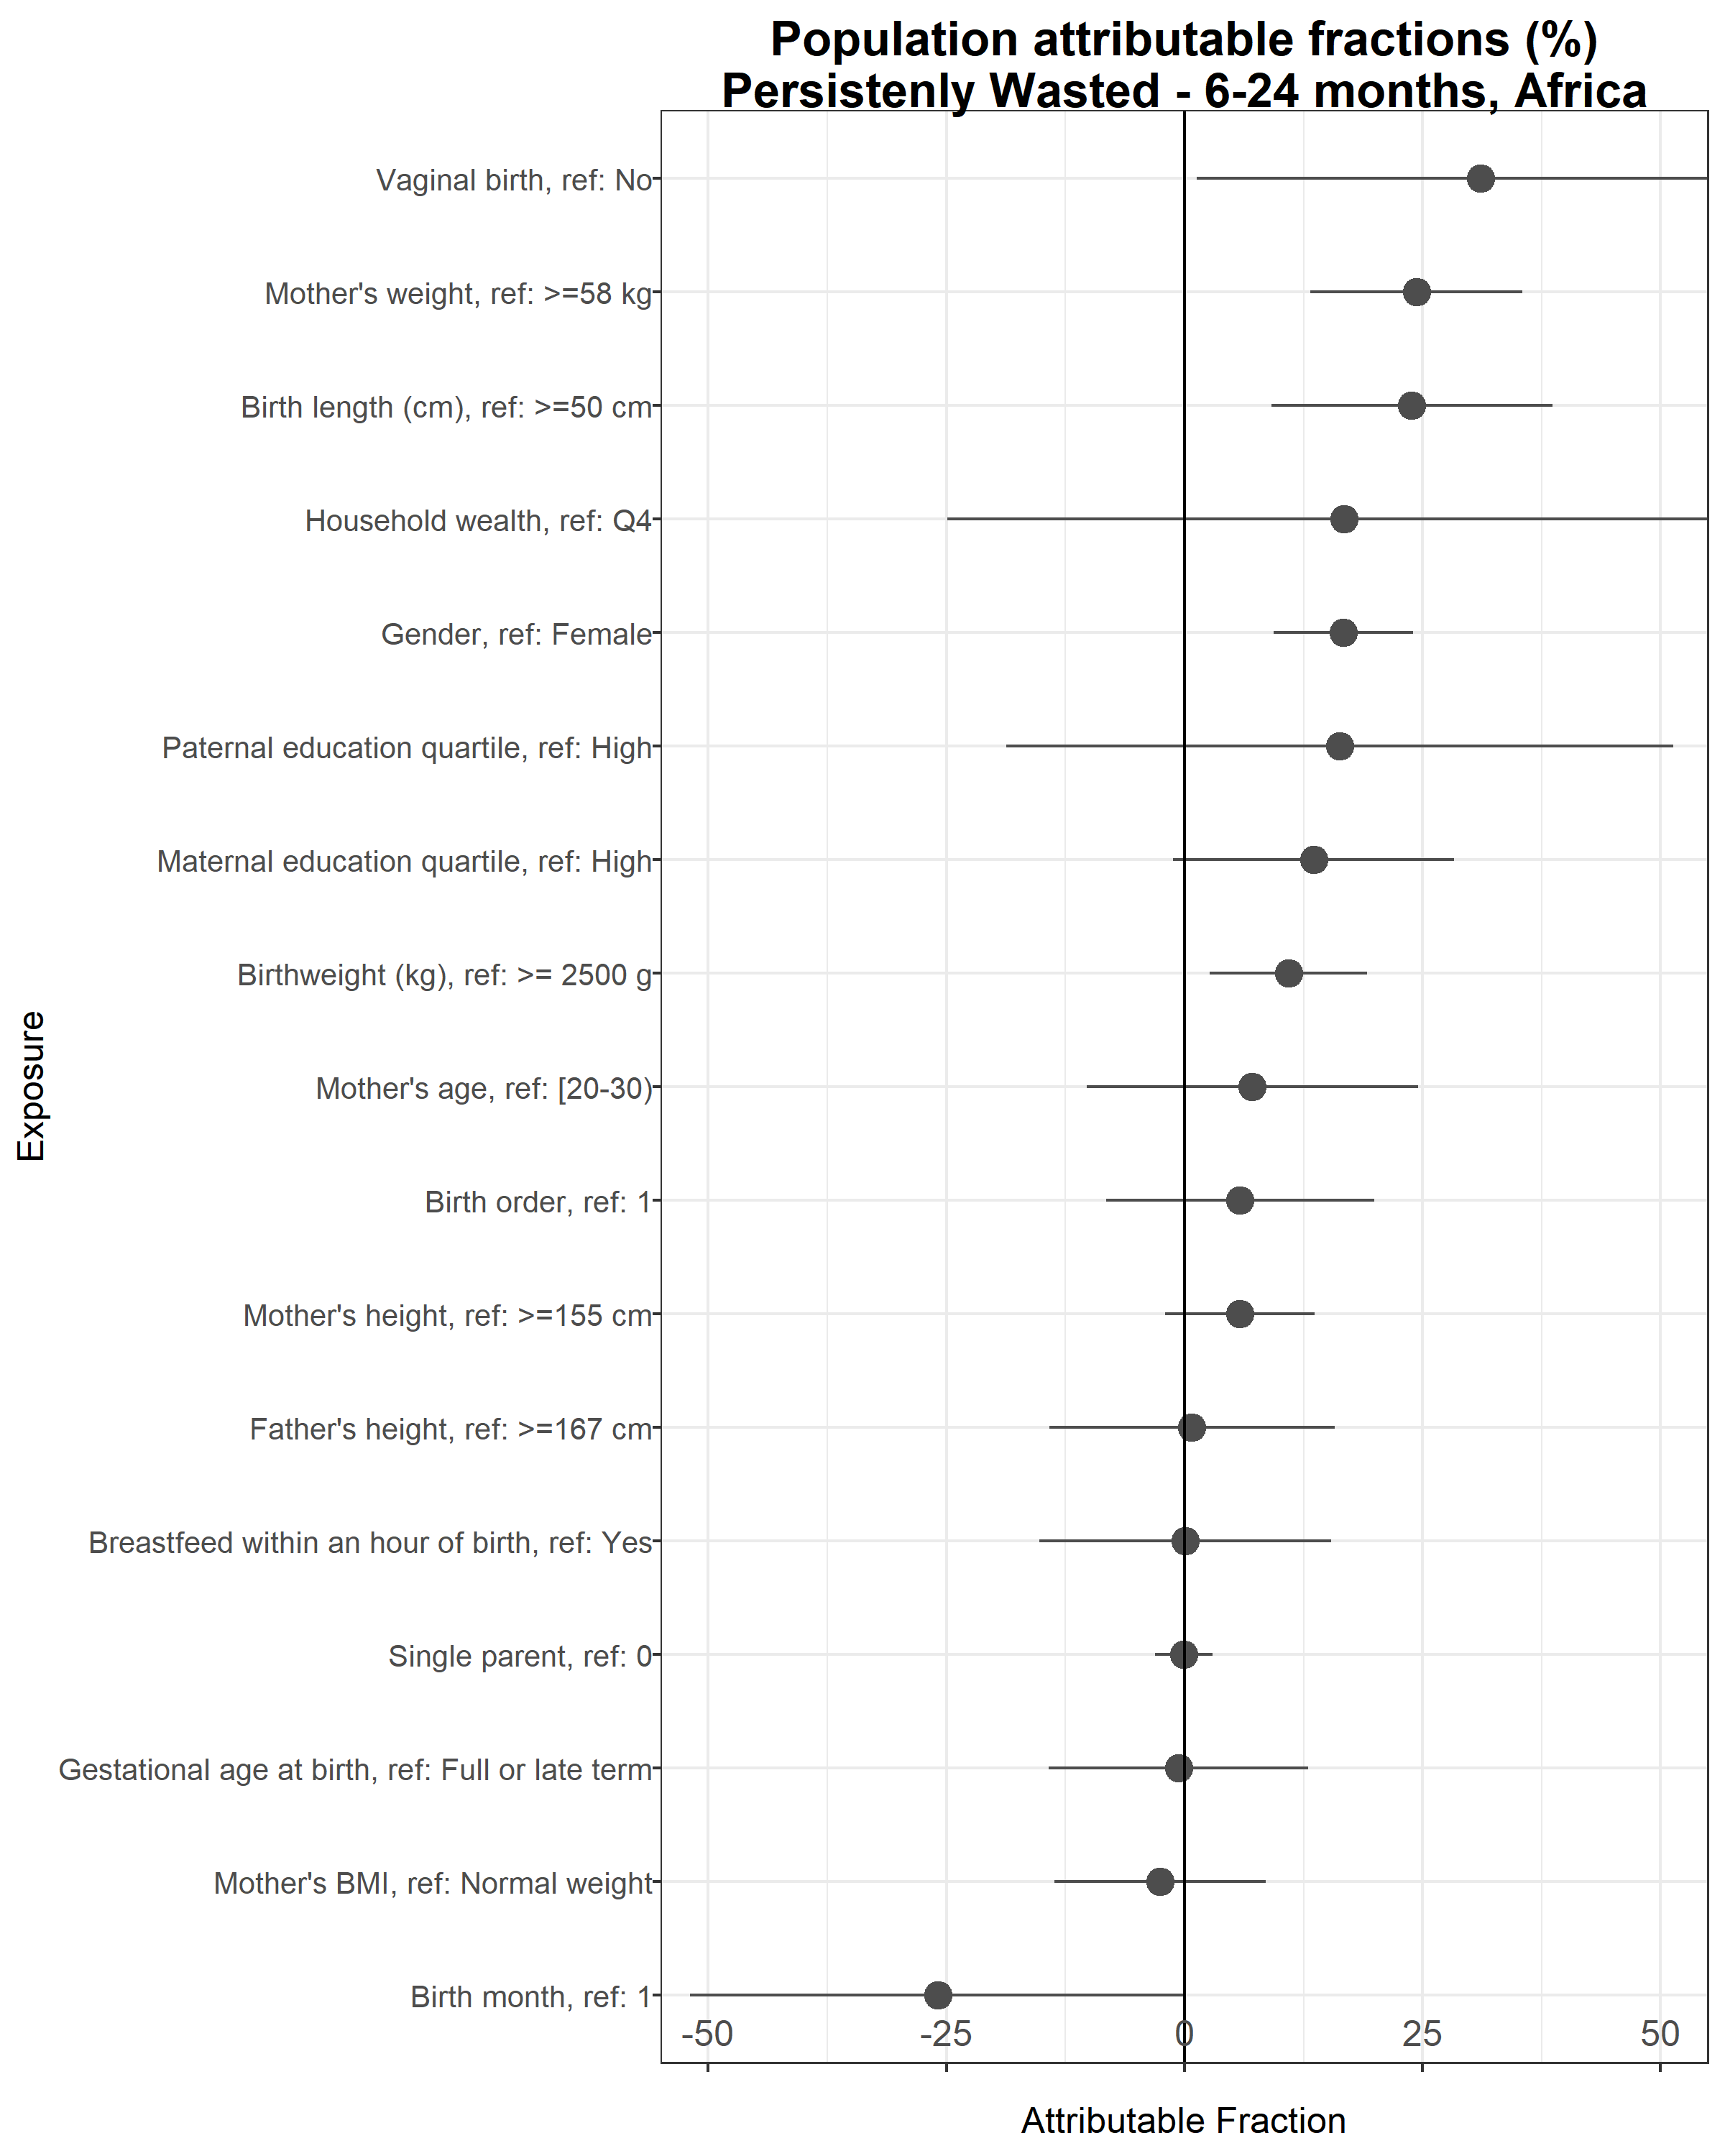 Population attributable fractions (%)
Persistenly Wasted - 6-24 months, Africa
Vaginal birth, ref: No
Mother's weight, ref: >=58 kg
Birth length (cm), ref: >=50 cm
Household wealth, ref: Q4
Gender, ref: Female
Paternal education quartile, ref: High
Maternal education quartile, ref: High
Birthweight (kg), ref: >= 2500 g
Mother's age, ref: [20-30)
Birth order, ref: 1
Mother's height, ref: >=155 cm
Father's height, ref: >=167 cm
Breastfeed within an hour of birth, ref: Yes
Single parent, ref: 0
Gestational age at birth, ref: Full or late term
Mother's BMI, ref: Normal weight
Birth month, ref: 1
Exposure
-50 -25 0 25 50
Attributable Fraction